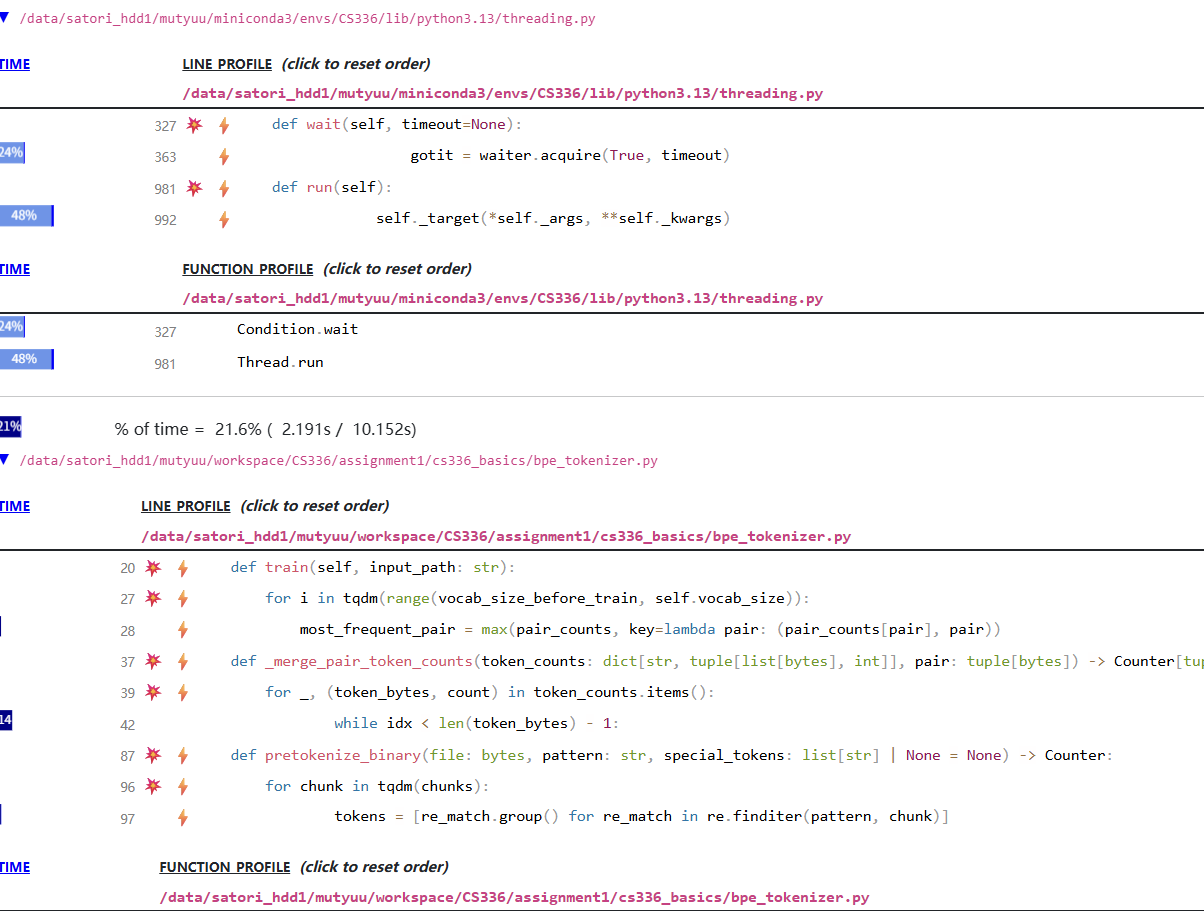 /data/satori_hdd1/mutyuu/miniconda3/envs/CS336/lib/python3.13/threading.py
TIME LINE PROFILE (click to reset order)
/data/satori_hdd1/mutyuu/miniconda3/envs/CS336/lib/python3.13/threading.py
327 def wait(self, timeout=None):
24% 363 gotit = waiter.acquire(True, timeout)
981 def run(self):
48% 992 self._target(*self._args, **self._kwargs)
TIME FUNCTION PROFILE (click to reset order)
/data/satori_hdd1/mutyuu/miniconda3/envs/CS336/lib/python3.13/threading.py
24% 327 Condition.wait
48% 981 Thread.run
21% % of time = 21.6% ( 2.191s / 10.152s)
/data/satori_hdd1/mutyuu/workspace/CS336/assignment1/cs336_basics/bpe_tokenizer.py
TIME LINE PROFILE (click to reset order)
/data/satori_hdd1/mutyuu/workspace/CS336/assignment1/cs336_basics/bpe_tokenizer.py
20 def train(self, input_path: str):
27 for i in tqdm(range(vocab_size_before_train, self.vocab_size)):
28 most_frequent_pair = max(pair_counts, key=lambda pair: (pair_counts[pair], pair))
37 def _merge_pair_token_counts(token_counts: dict[str, tuple[list[bytes], int]], pair: tuple[bytes]) -> Counter[tup
39 for _, (token_bytes, count) in token_counts.items():
14 42 while idx < len(token_bytes) - 1:
87 def pretokenize_binary(file: bytes, pattern: str, special_tokens: list[str] | None = None) -> Counter:
96 for chunk in tqdm(chunks):
97 tokens = [re_match.group() for re_match in re.finditer(pattern, chunk)]
TIME FUNCTION PROFILE (click to reset order)
/data/satori_hdd1/mutyuu/workspace/CS336/assignment1/cs336_basics/bpe_tokenizer.py